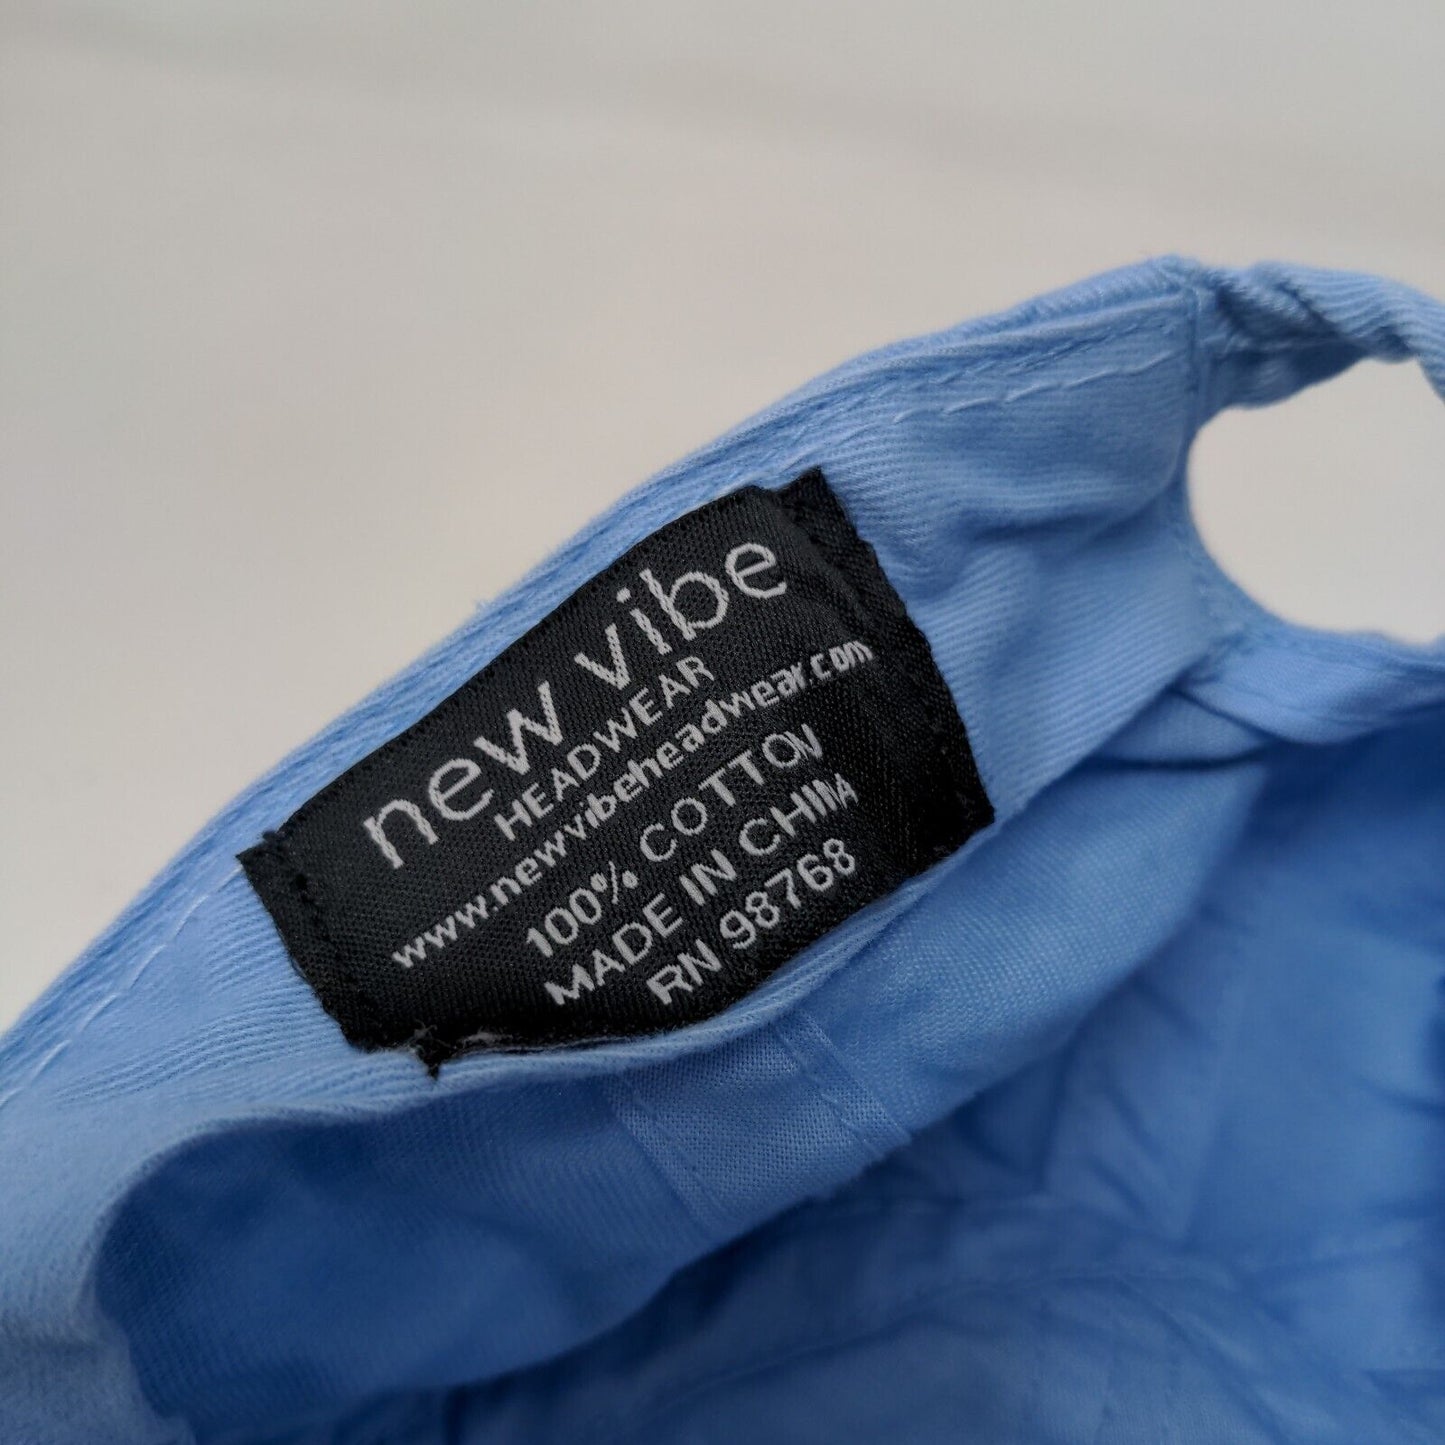 new vibe
HEADWEAR
www.newvibeheadwear.com
100% COTTON
MADE IN CHINA
RN 98768